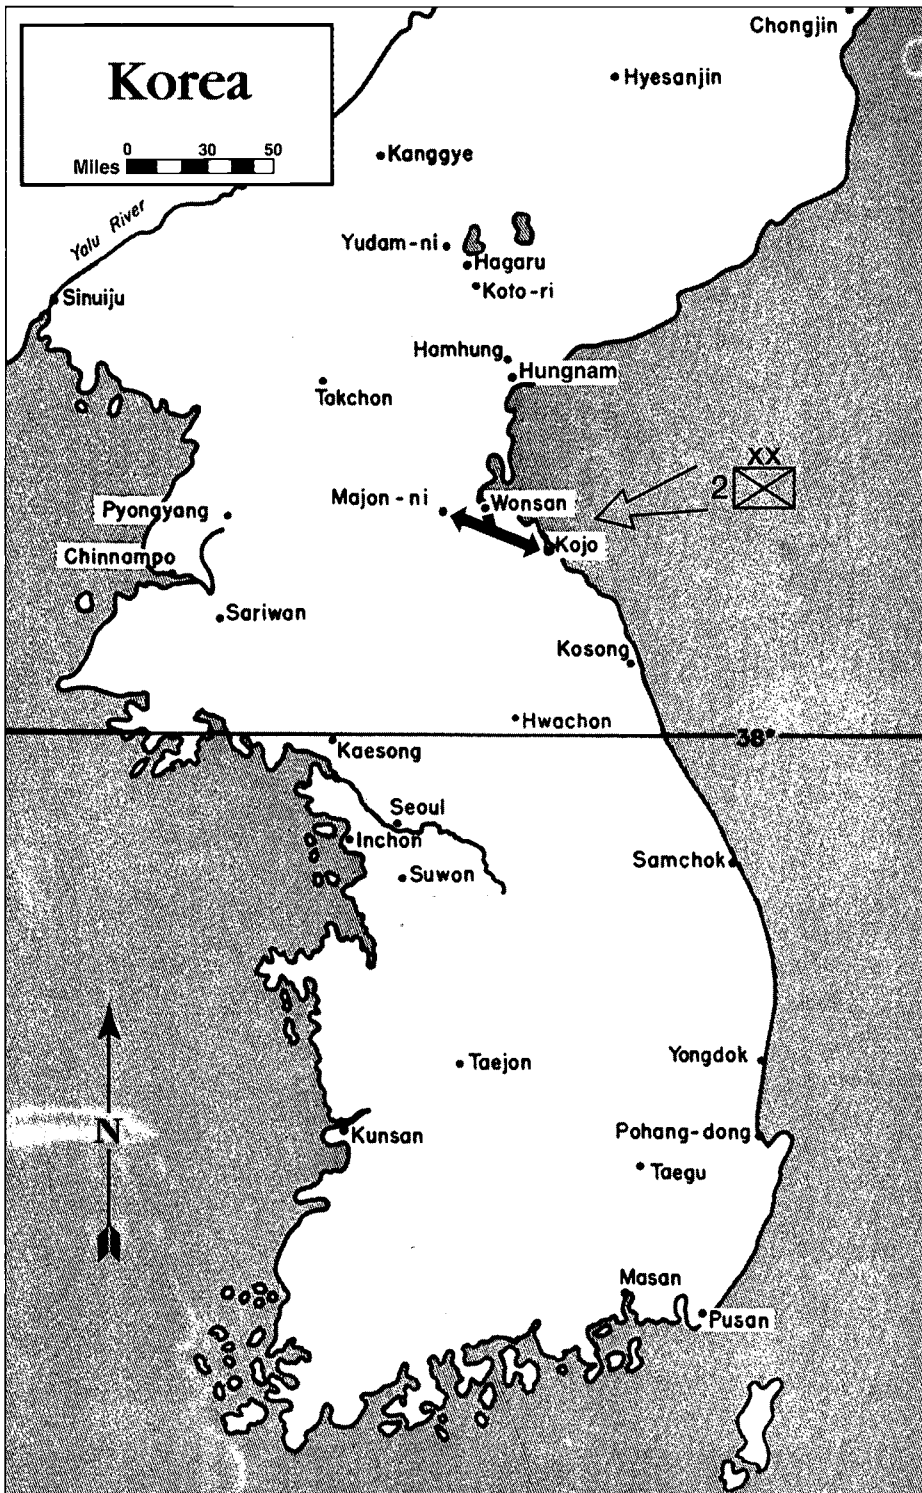 Chongjin
Korea
Hyesanjin
0 30 50
Miles
Kanggye
Yalu River
Yudam-ni
Hagaru
Koto-ri
Sinuiju
Hamhung
Hungnam
Tokchon
XX
2
Majon-ni
Wonsan
Pyongyang
Kojo
Chinnampo
Sariwan
Kosong
Hwachon
38°
Kaesong
Seoul
Inchon
Samchok
Suwon
Yongdok
Taejon
N
Kunsan
Pohang-dong
Taegu
Masan
Pusan